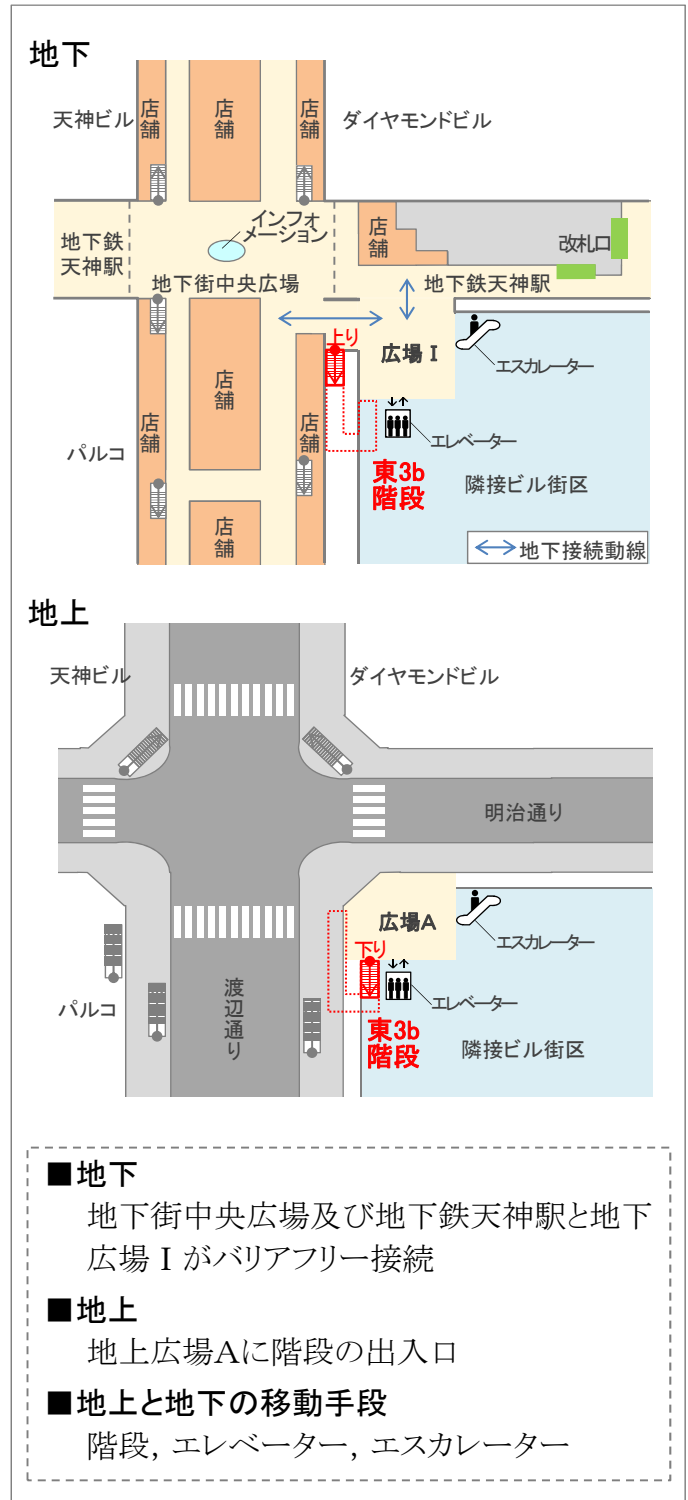 地下
天神ビル
店舗
店舗
店舗
ダイヤモンドビル
地下鉄
天神駅
インフォ
メーション
地下街中央広場
店舗
改札口
地下鉄天神駅
上り
広場Ⅰ
エスカレーター
店舗
店舗
店舗
パルコ
エレベーター
東3b
階段
隣接ビル街区
店舗
地下接続動線
地上
天神ビル
ダイヤモンドビル
明治通り
広場A
下り
エスカレーター
パルコ
渡辺通り
エレベーター
東3b
階段
隣接ビル街区
■地下
地下街中央広場及び地下鉄天神駅と地下
広場Ⅰがバリアフリー接続
■地上
地上広場Aに階段の出入口
■地上と地下の移動手段
階段, エレベーター, エスカレーター